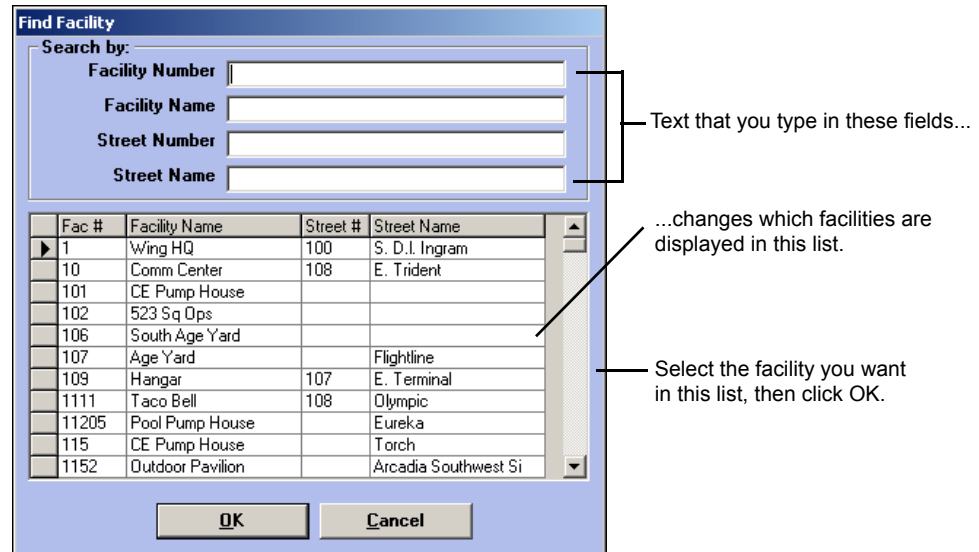 Find Facility
Search by:
Facility Number
Facility Name
Street Number
Street Name
Text that you type in these fields...
...changes which facilities are
displayed in this list.
Select the facility you want
in this list, then click OK.
Fac # Facility Name Street # Street Name
1 Wing HQ 100 S. D.I. Ingram
10 Comm Center 108 E. Trident
101 CE Pump House
102 523 Sq Ops
106 South Age Yard
107 Age Yard Flightline
109 Hangar 107 E. Terminal
1111 Taco Bell 108 Olympic
11205 Pool Pump House Eureka
115 CE Pump House Torch
1152 Outdoor Pavilion Arcadia Southwest Si
OK Cancel